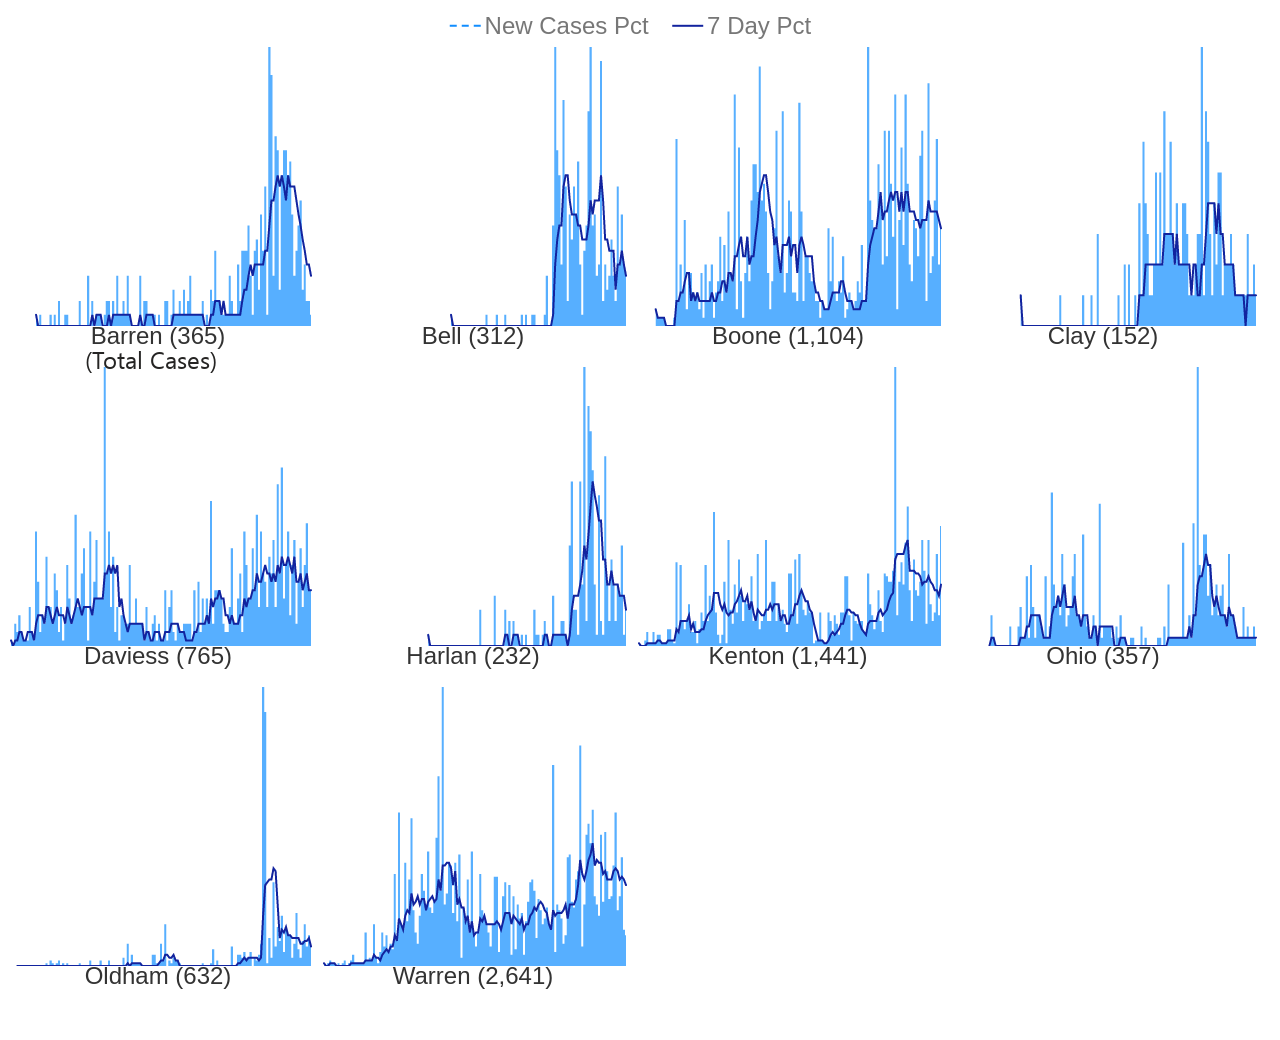 New Cases Pct 7 Day Pct
Barren (365) Bell (312) Boone (1,104) Clay (152)
(Total Cases)
Daviess (765) Harlan (232) Kenton (1,441) Ohio (357)
Oldham (632) Warren (2,641)